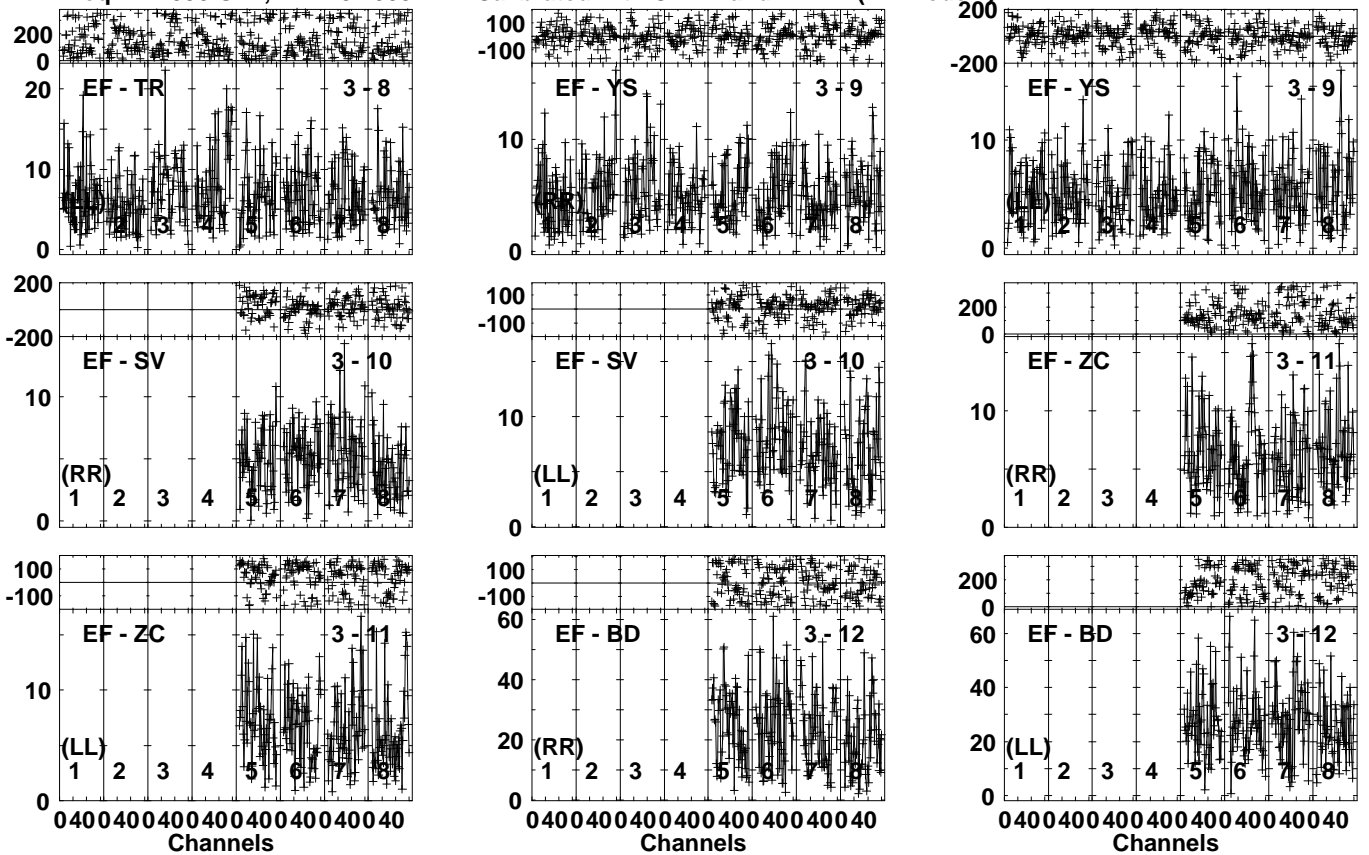 200 0 100 -100 200 -200
EF - TR 3 - 8
20 10 0
(LL)
1 2 3 4 5 6 7 8
EF - YS 3 - 9
10 0
(RR)
1 2 3 4 5 6 7 8
EF - YS 3 - 9
10 0
(LL)
1 2 3 4 5 6 7 8
200 -200 100 -100 200 0
EF - SV 3 - 10
10 0
(RR)
1 2 3 4 5 6 7 8
EF - SV 3 - 10
10 0
(LL)
1 2 3 4 5 6 7 8
EF - ZC 3 - 11
10 0
(RR)
1 2 3 4 5 6 7 8
100 -100 100 -100 200 0
EF - ZC 3 - 11
10 0
(LL)
1 2 3 4 5 6 7 8
EF - BD 3 - 12
60 40 20 0
(RR)
1 2 3 4 5 6 7 8
EF - BD 3 - 12
60 40 20 0
(LL)
1 2 3 4 5 6 7 8
0 40 0 40 0 40 0 40 0 40 0 40 0 40 0 40
Channels
0 40 0 40 0 40 0 40 0 40 0 40 0 40 0 40
Channels
0 40 0 40 0 40 0 40 0 40 0 40 0 40 0 40
Channels